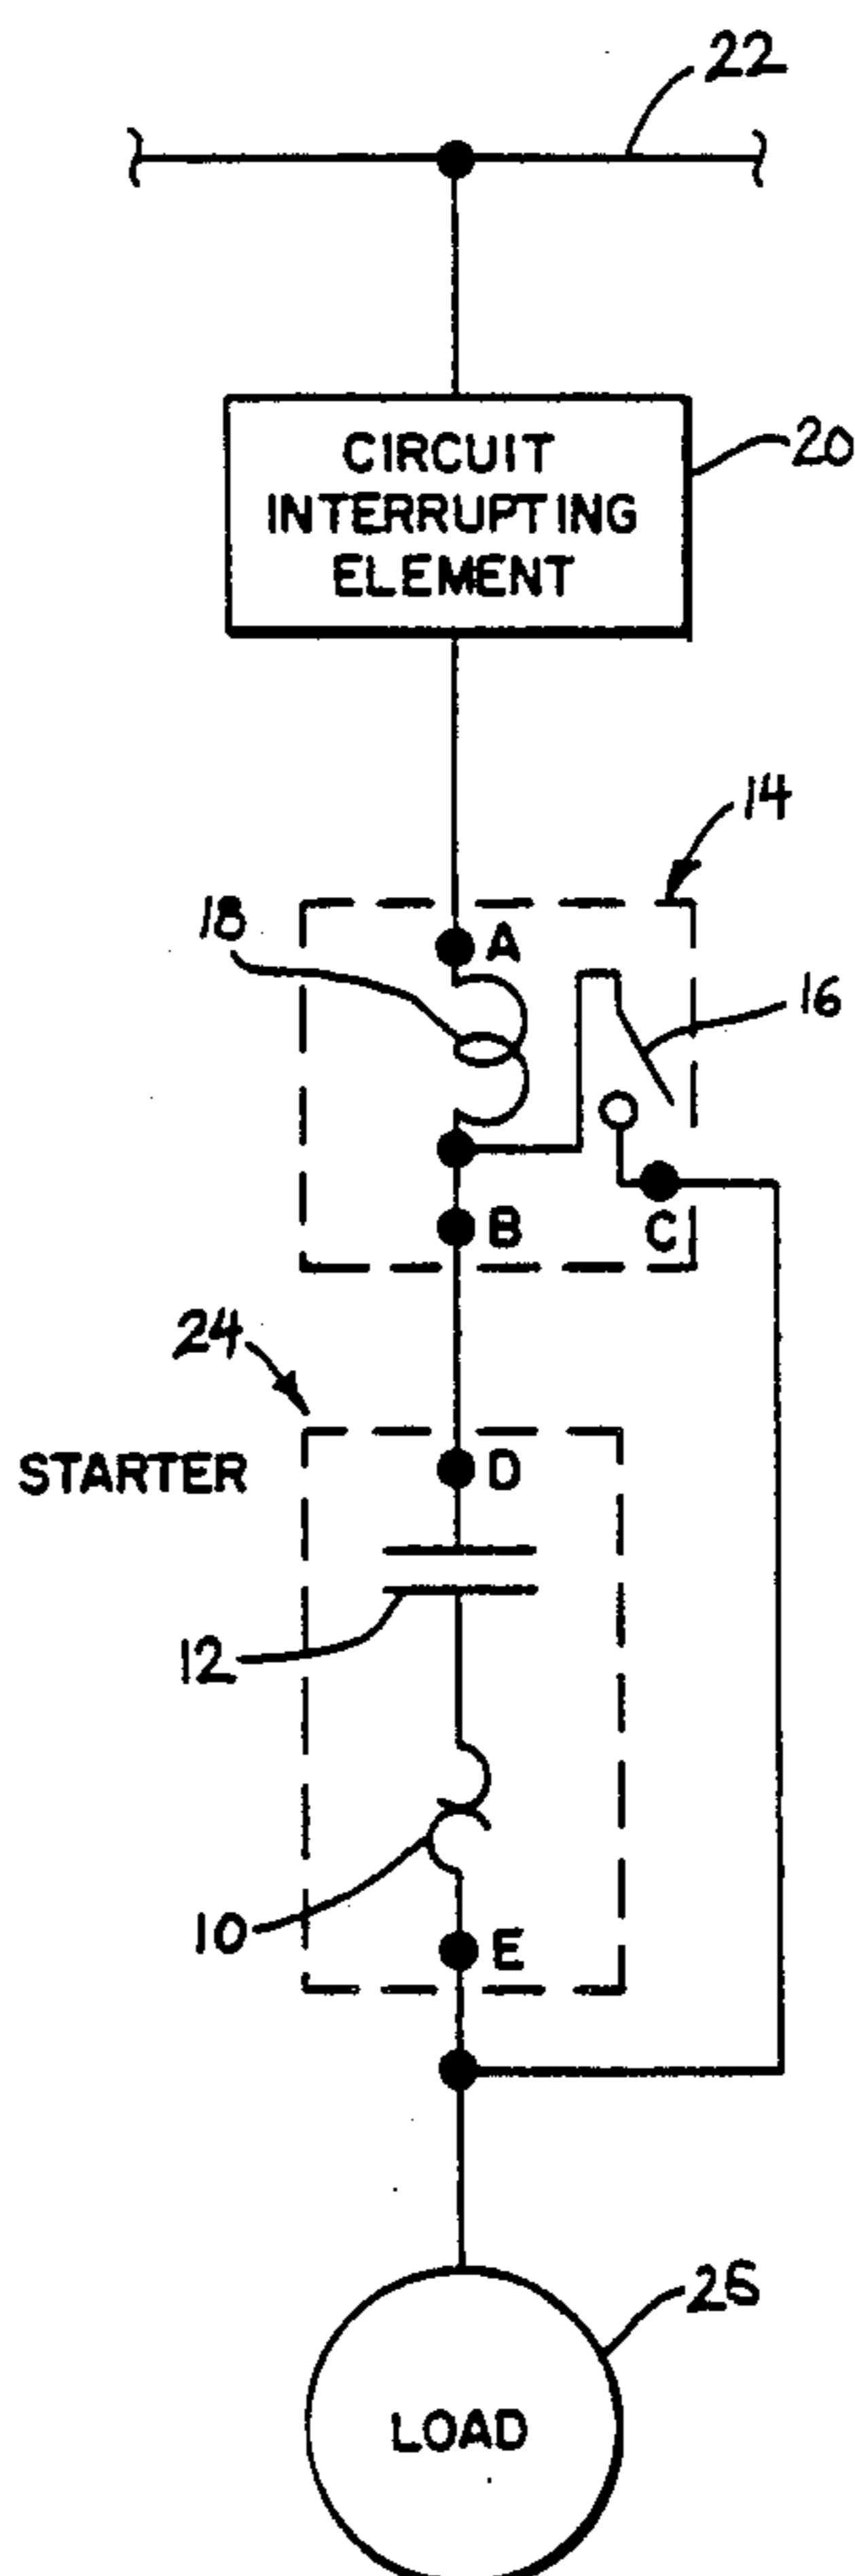 22
CIRCUIT
INTERRUPTING
ELEMENT
20
14
18
A
16
B
C
24
STARTER
D
12
10
E
26
LOAD